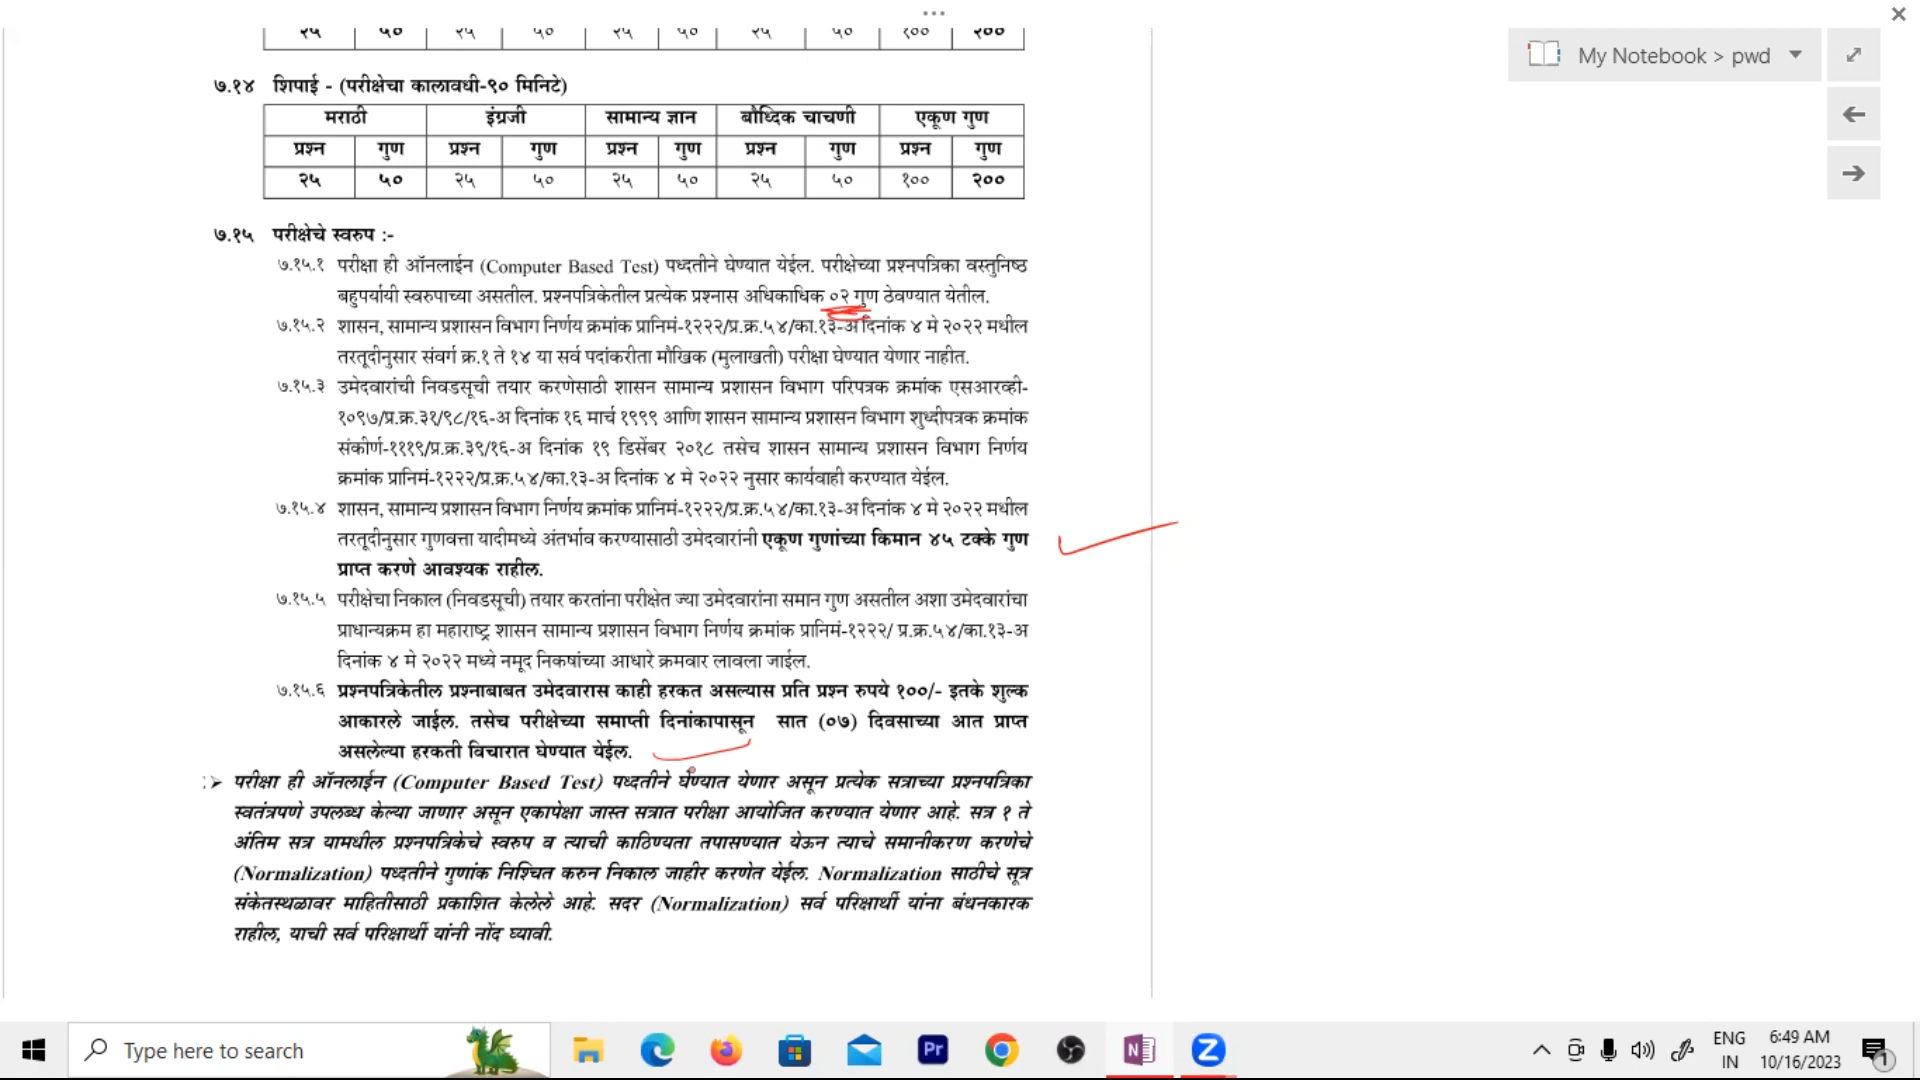 My Notebook > pwd
२५ ५० २५ ५० २५ ५० २५ ५० १०० २००
७.१४ शिपाई - (परीक्षेचा कालावधी-९० मिनिटे)
मराठी इंग्रजी सामान्य ज्ञान बौध्दिक चाचणी एकूण गुण
प्रश्न गुण प्रश्न गुण प्रश्न गुण प्रश्न गुण प्रश्न गुण
२५ ५० २५ ५० २५ ५० २५ ५० १०० २००
७.१५ परीक्षेचे स्वरुप :-
७.१५.१ परीक्षा ही ऑनलाईन (Computer Based Test) पध्दतीने घेण्यात येईल. परीक्षेच्या प्रश्नपत्रिका वस्तुनिष्ठ
बहुपर्यायी स्वरुपाच्या असतील. प्रश्नपत्रिकेतील प्रत्येक प्रश्नास अधिकाधिक ०२ गुण ठेवण्यात येतील.
७.१५.२ शासन, सामान्य प्रशासन विभाग निर्णय क्रमांक प्रानिमं-१२२२/प्र.क्र.५४/का.१३-अ दिनांक ४ मे २०२२ मधील
तरतूदीनुसार संवर्ग क्र.१ ते १४ या सर्व पदांकरीता मौखिक (मुलाखती) परीक्षा घेण्यात येणार नाहीत.
७.१५.३ उमेदवारांची निवडसूची तयार करणेसाठी शासन सामान्य प्रशासन विभाग परिपत्रक क्रमांक एसआरव्ही-
१०९७/प्र.क्र.३१/९८/१६-अ दिनांक १६ मार्च १९९९ आणि शासन सामान्य प्रशासन विभाग शुध्दीपत्रक क्रमांक
संकीर्ण-१११९/प्र.क्र.३९/१६-अ दिनांक १९ डिसेंबर २०१८ तसेच शासन सामान्य प्रशासन विभाग निर्णय
क्रमांक प्रानिमं-१२२२/प्र.क्र.५४/का.१३-अ दिनांक ४ मे २०२२ नुसार कार्यवाही करण्यात येईल.
७.१५.४ शासन, सामान्य प्रशासन विभाग निर्णय क्रमांक प्रानिमं-१२२२/प्र.क्र.५४/का.१३-अ दिनांक ४ मे २०२२ मधील
तरतूदीनुसार गुणवत्ता यादीमध्ये अंतर्भाव करण्यासाठी उमेदवारांनी एकूण गुणांच्या किमान ४५ टक्के गुण
प्राप्त करणे आवश्यक राहील.
७.१५.५ परीक्षेचा निकाल (निवडसूची) तयार करतांना परीक्षेत ज्या उमेदवारांना समान गुण असतील अशा उमेदवारांचा
प्राधान्यक्रम हा महाराष्ट्र शासन सामान्य प्रशासन विभाग निर्णय क्रमांक प्रानिमं-१२२२/ प्र.क्र.५४/का.१३-अ
दिनांक ४ मे २०२२ मध्ये नमूद निकषांच्या आधारे क्रमवार लावला जाईल.
७.१५.६ प्रश्नपत्रिकेतील प्रश्नाबाबत उमेदवारास काही हरकत असल्यास प्रति प्रश्न रुपये १००/- इतके शुल्क
आकारले जाईल. तसेच परीक्षेच्या समाप्ती दिनांकापासून सात (०७) दिवसाच्या आत प्राप्त
असलेल्या हरकती विचारात घेण्यात येईल.
➢ परीक्षा ही ऑनलाईन (Computer Based Test) पध्दतीने घेण्यात येणार असून प्रत्येक सत्राच्या प्रश्नपत्रिका
स्वतंत्रपणे उपलब्ध केल्या जाणार असून एकापेक्षा जास्त सत्रात परीक्षा आयोजित करण्यात येणार आहे. सत्र १ ते
अंतिम सत्र यामधील प्रश्नपत्रिकेचे स्वरुप व त्याची काठिण्यता तपासण्यात येऊन त्याचे समानीकरण करणेचे
(Normalization) पध्दतीने गुणांक निश्चित करुन निकाल जाहीर करणेत येईल. Normalization साठीचे सूत्र
संकेतस्थळावर माहितीसाठी प्रकाशित केलेले आहे. सदर (Normalization) सर्व परिक्षार्थी यांना बंधनकारक
राहील, याची सर्व परिक्षार्थी यांनी नोंद घ्यावी.
Type here to search
Pr
N
Z
ENG
IN
6:49 AM
10/16/2023
1